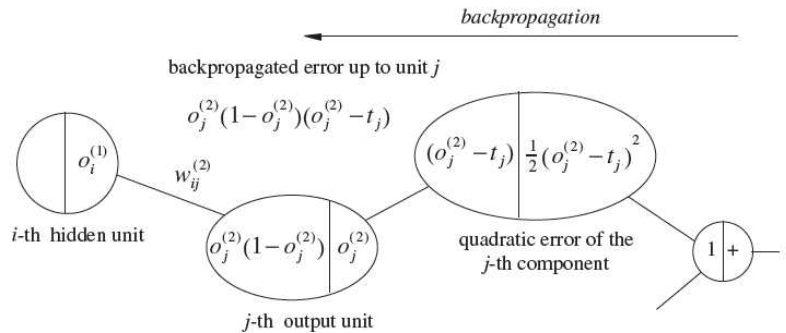 backpropagation
backpropagated error up to unit j
o_j^{(2)}(1−o_j^{(2)})(o_j^{(2)} −t_j)
o_i^{(1)}
w_{ij}^{(2)}
(o_j^{(2)} −t_j) ½(o_j^{(2)} −t_j)^2
i-th hidden unit
o_j^{(2)}(1−o_j^{(2)}) o_j^{(2)}
quadratic error of the
j-th component
1 +
j-th output unit